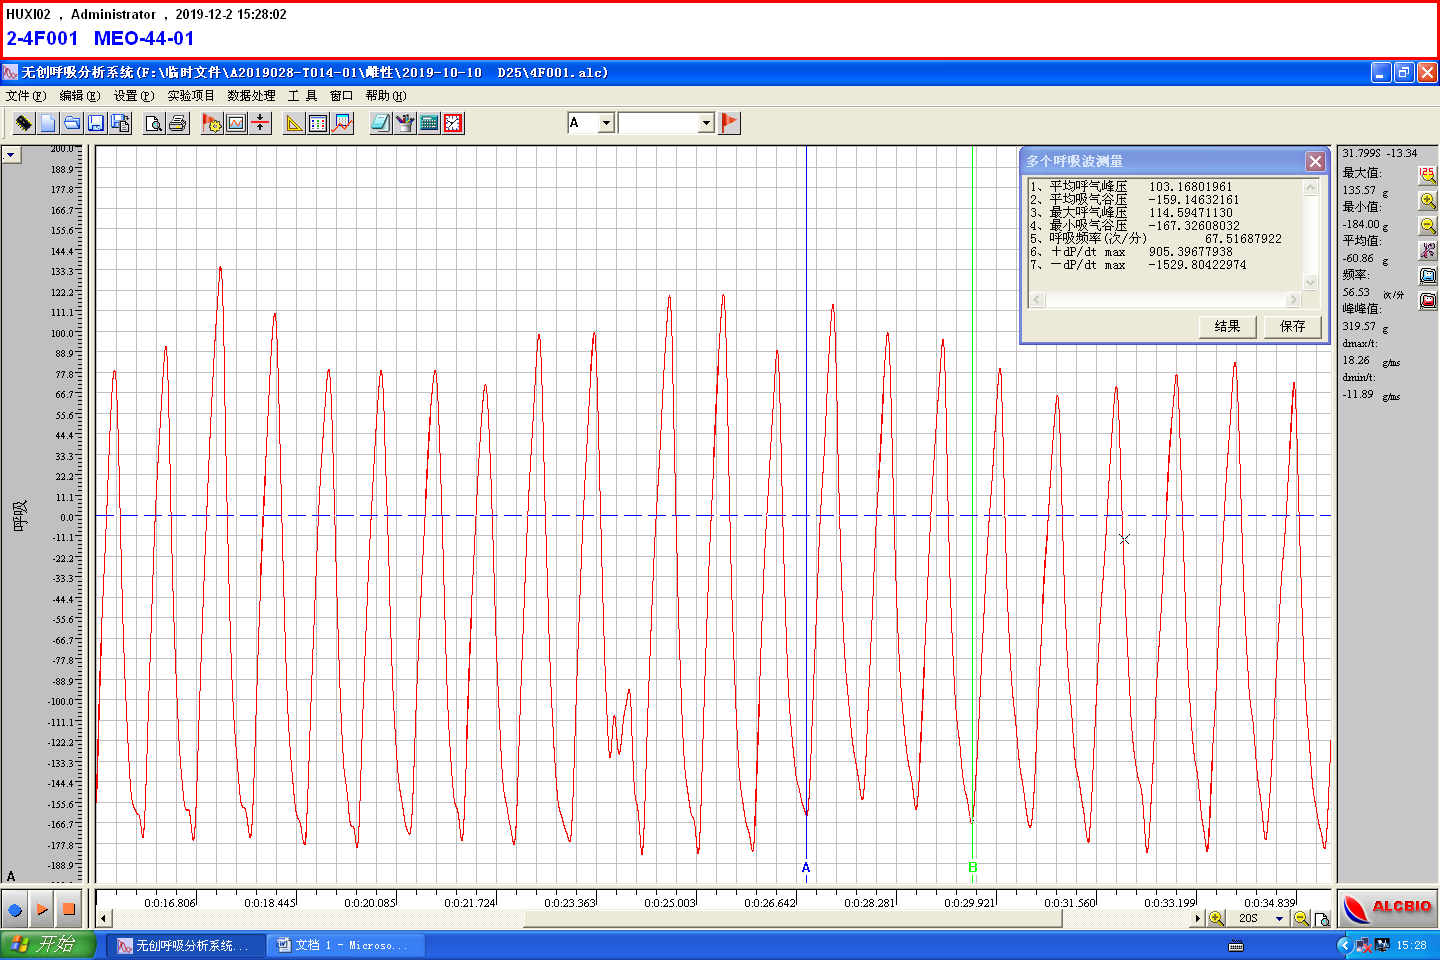 HUXI02 , Administrator , 2019-12-2 15:28:02
2-4F001 MEO-44-01
无创呼吸分析系统(F:\临时文件\A2019028-T014-01\雌性\2019-10-10 D25\4F001.alc)
文件(F) 编辑(E) 设置(P) 实验项目 数据处理 工 具 窗口 帮助(H)
A
200.0
188.9
177.8
166.7
155.6
144.4
133.3
122.2
111.1
100.0
88.9
77.8
66.7
55.6
44.4
33.3
22.2
11.1
0.0
-11.1
-22.2
-33.3
-44.4
-55.6
-66.7
-77.8
-88.9
-100.0
-111.1
-122.2
-133.3
-144.4
-155.6
-166.7
-177.8
-188.9
呼吸
A
多个呼吸波测量
1、平均呼气峰压 103.16801961
2、平均吸气谷压 -159.14632161
3、最大呼气峰压 114.59471130
4、最小吸气谷压 -167.32608032
5、呼吸频率(次/分) 67.51687922
6、＋dP/dt max 905.39677938
7、－dP/dt max -1529.80422974
结果 保存
31.799S -13.34
最大值:
135.57 g
最小值:
-184.00 g
平均值:
-60.86 g
频率:
56.53 次/分
峰峰值:
319.57 g
dmax/t:
18.26 g/ms
dmin/t:
-11.89 g/ms
125
A B
0:0:16.806 0:0:18.445 0:0:20.085 0:0:21.724 0:0:23.363 0:0:25.003 0:0:26.642 0:0:28.281 0:0:29.921 0:0:31.560 0:0:33.199 0:0:34.839
20S
ALCBIO
开始 无创呼吸分析系统... 文档 1 - Microso... 15:28